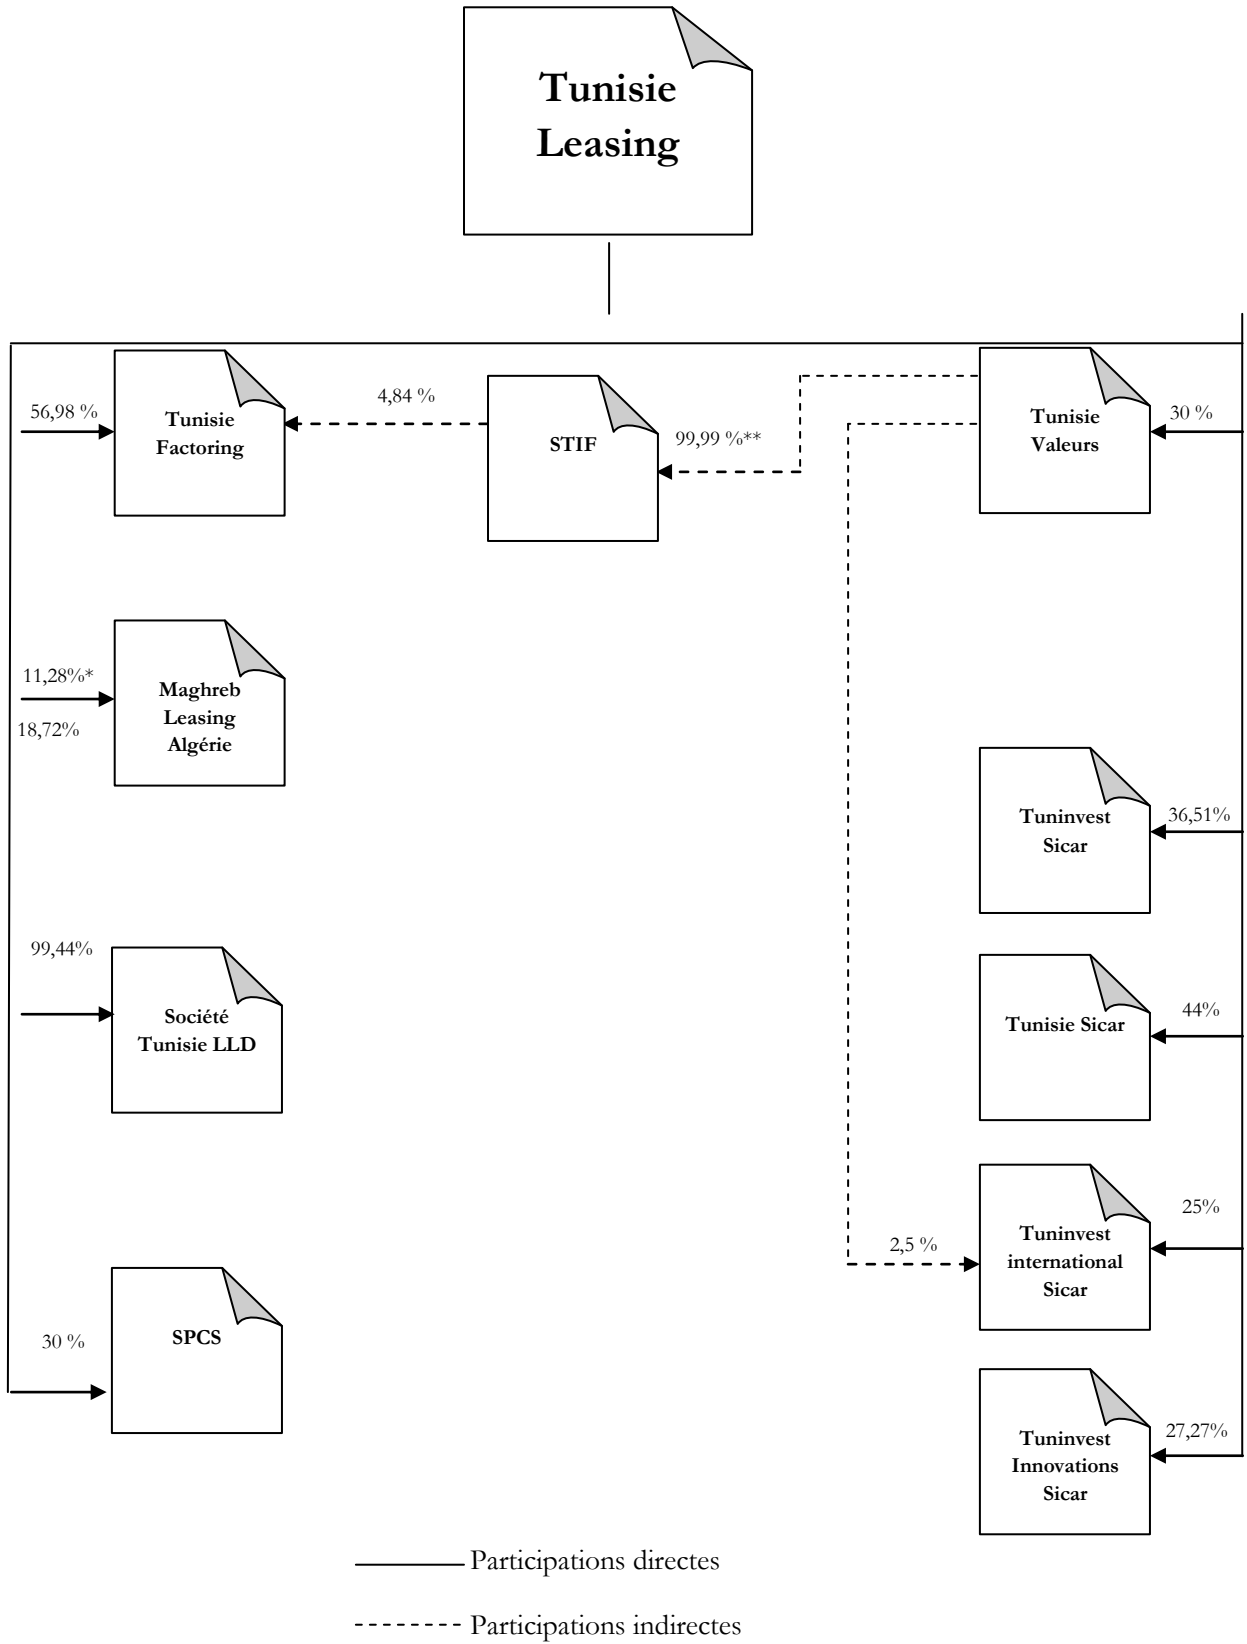 Tunisie
Leasing
56,98 %
Tunisie
Factoring
4,84 %
STIF
99,99 %**
Tunisie
Valeurs
30 %
11,28%*
18,72%
Maghreb
Leasing
Algérie
Tuninvest
Sicar
36,51%
99,44%
Société
Tunisie LLD
Tunisie Sicar
44%
2,5 %
Tuninvest
international
Sicar
25%
30 %
SPCS
Tuninvest
Innovations
Sicar
27,27%
Participations directes
Participations indirectes